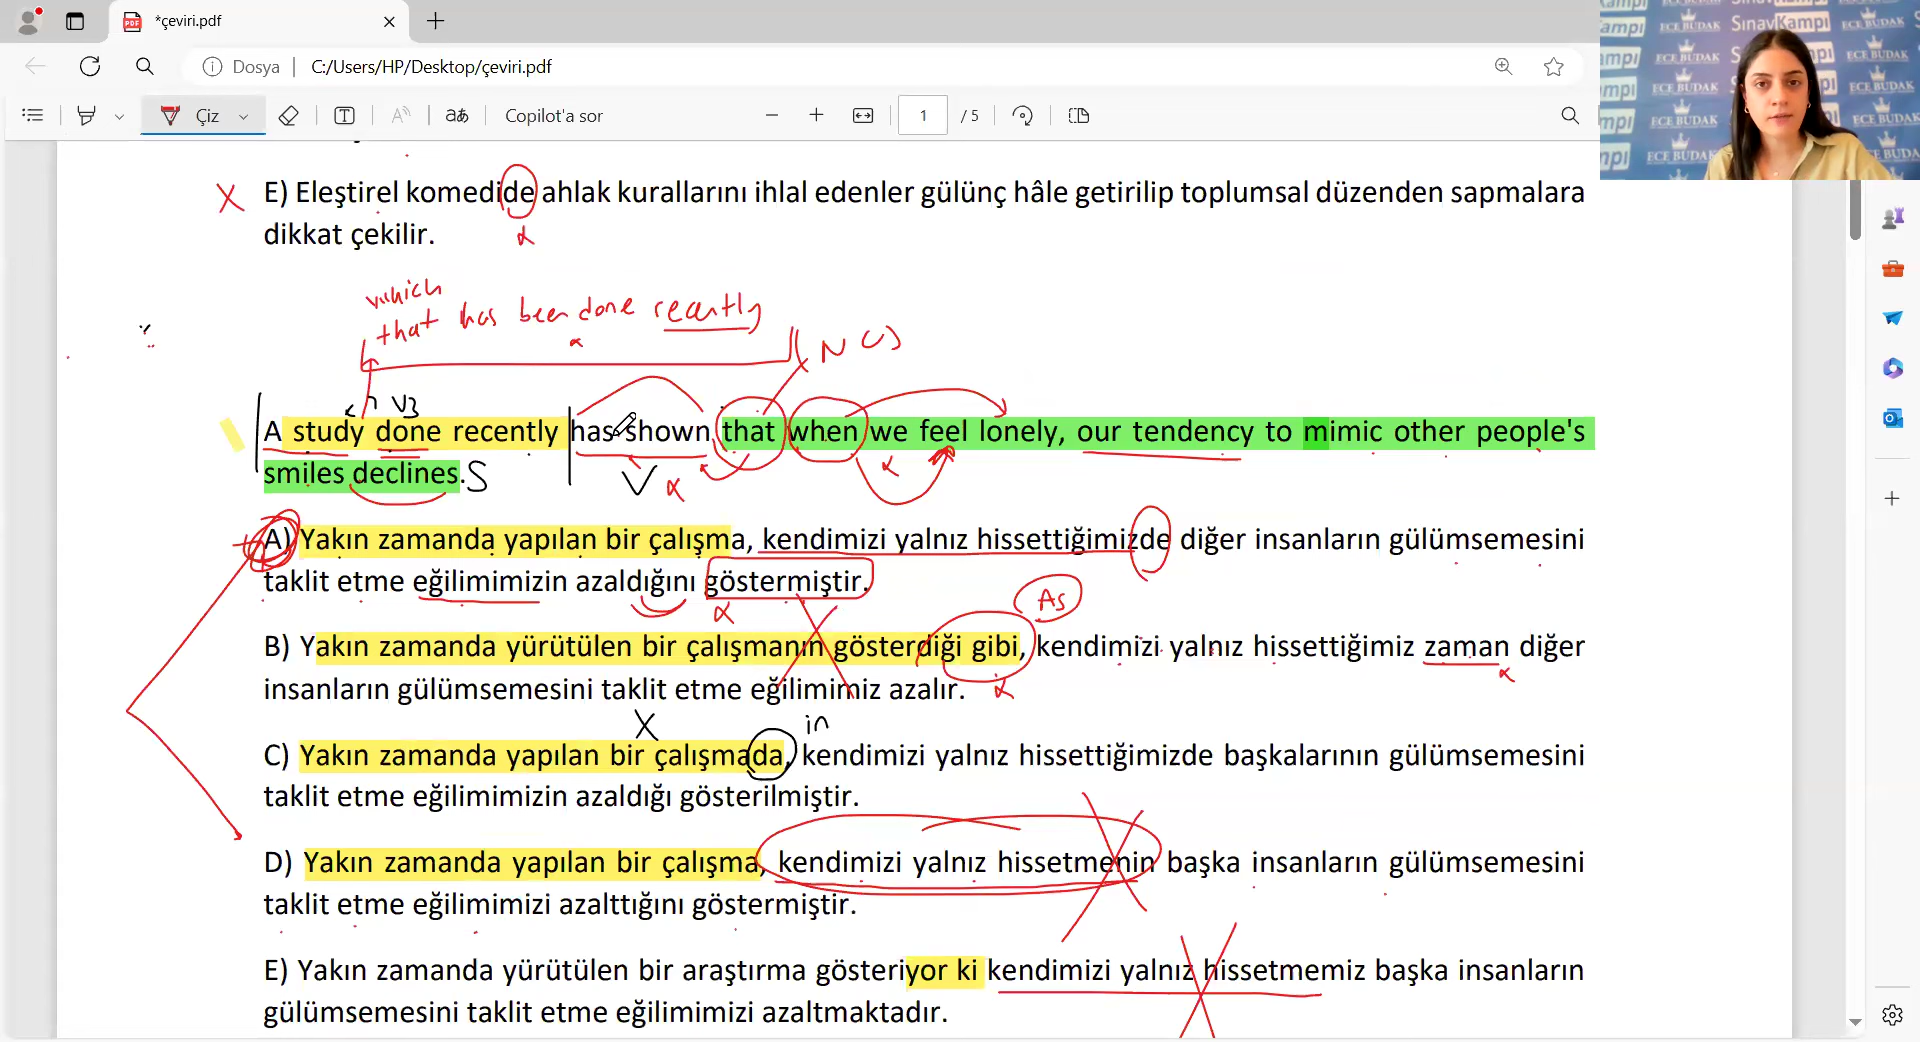 *çeviri.pdf
Dosya | C:/Users/HP/Desktop/çeviri.pdf
Çiz
aあ
Copilot'a sor
1 / 5
SınavKampı
ECE BUDAK
X E) Eleştirel komedide ahlak kurallarını ihlal edenler gülünç hâle getirilip toplumsal düzenden sapmalara
dikkat çekilir.
which
that has been done recently
N
V3
A study done recently has shown that when we feel lonely, our tendency to mimic other people's
smiles declines. S
V
A) Yakın zamanda yapılan bir çalışma, kendimizi yalnız hissettiğimizde diğer insanların gülümsemesini
taklit etme eğilimimizin azaldığını göstermiştir.
As
B) Yakın zamanda yürütülen bir çalışmanın gösterdiği gibi, kendimizi yalnız hissettiğimiz zaman diğer
insanların gülümsemesini taklit etme eğilimimiz azalır.
X in
C) Yakın zamanda yapılan bir çalışmada, kendimizi yalnız hissettiğimizde başkalarının gülümsemesini
taklit etme eğilimimizin azaldığı gösterilmiştir.
D) Yakın zamanda yapılan bir çalışma, kendimizi yalnız hissetmenin başka insanların gülümsemesini
taklit etme eğilimimizi azalttığını göstermiştir.
E) Yakın zamanda yürütülen bir araştırma gösteriyor ki kendimizi yalnız hissetmemiz başka insanların
gülümsemesini taklit etme eğilimimizi azaltmaktadır.